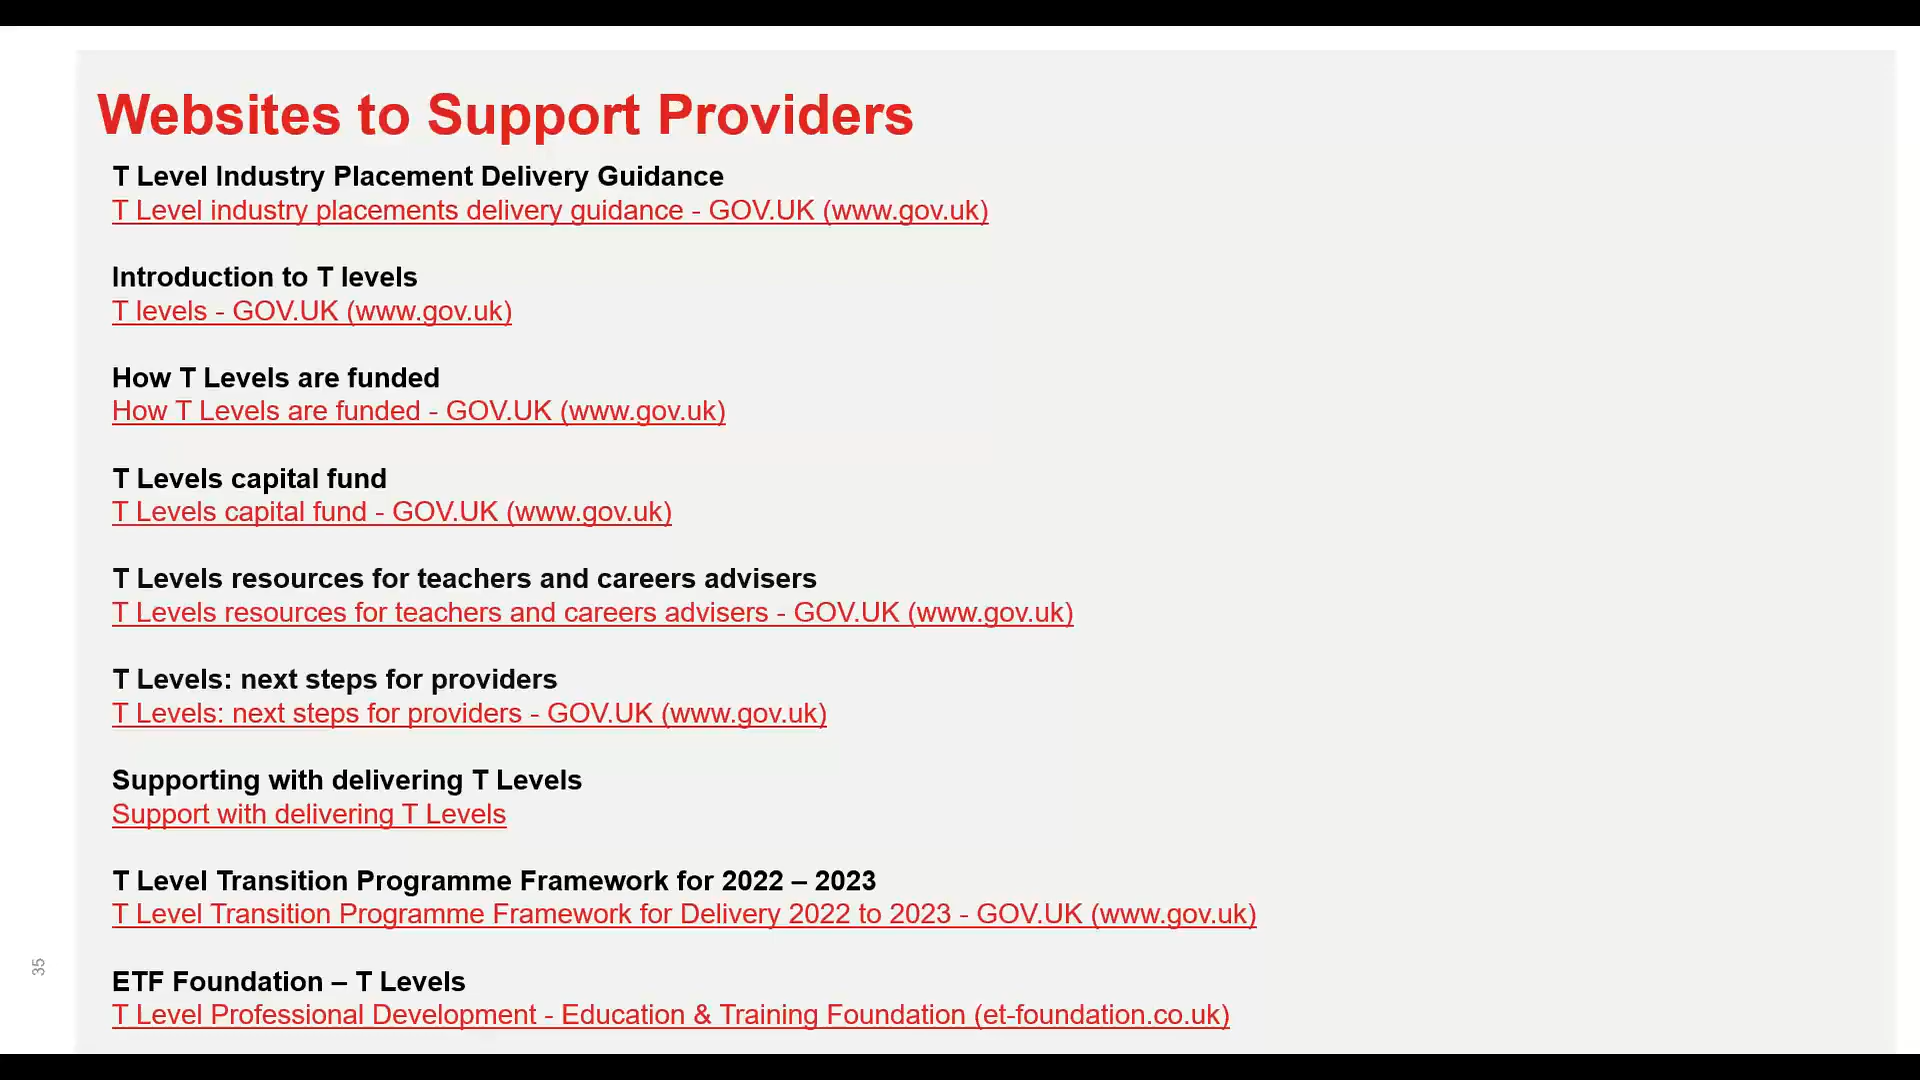 Websites to Support Providers
T Level Industry Placement Delivery Guidance
T Level industry placements delivery guidance - GOV.UK (www.gov.uk)
Introduction to T levels
T levels - GOV.UK (www.gov.uk)
How T Levels are funded
How T Levels are funded - GOV.UK (www.gov.uk)
T Levels capital fund
T Levels capital fund - GOV.UK (www.gov.uk)
T Levels resources for teachers and careers advisers
T Levels resources for teachers and careers advisers - GOV.UK (www.gov.uk)
T Levels: next steps for providers
T Levels: next steps for providers - GOV.UK (www.gov.uk)
Supporting with delivering T Levels
Support with delivering T Levels
T Level Transition Programme Framework for 2022 – 2023
T Level Transition Programme Framework for Delivery 2022 to 2023 - GOV.UK (www.gov.uk)
35
ETF Foundation – T Levels
T Level Professional Development - Education & Training Foundation (et-foundation.co.uk)